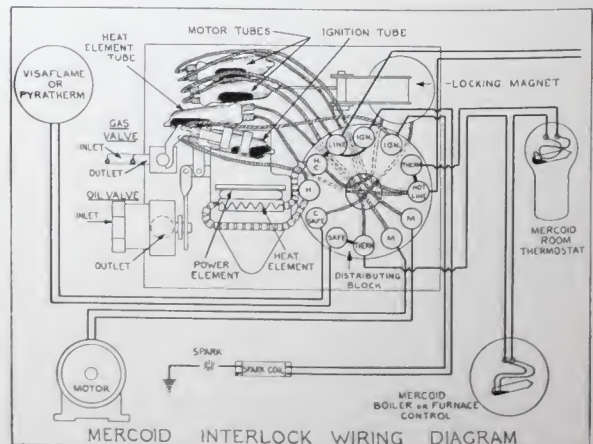 HEAT
ELEMENT
TUBE
MOTOR TUBES
IGNITION TUBE
VISAFLAME
OR
PYRATHERM
LOCKING MAGNET
GAS
VALVE
INLET
OUTLET
OIL VALVE
INLET
OUTLET
LINE
IGN.
IGN.
H.C
THERM
H
HOT
LINE
C
SAFE
M
SAFE
THERM
M
POWER
ELEMENT
HEAT
ELEMENT
DISTRIBUTING
BLOCK
MERCOID
ROOM
THERMOSTAT
MOTOR
SPARK
SPARK COIL
MERCOID
BOILER OR FURNACE
CONTROL
MERCOID INTERLOCK WIRING DIAGRAM